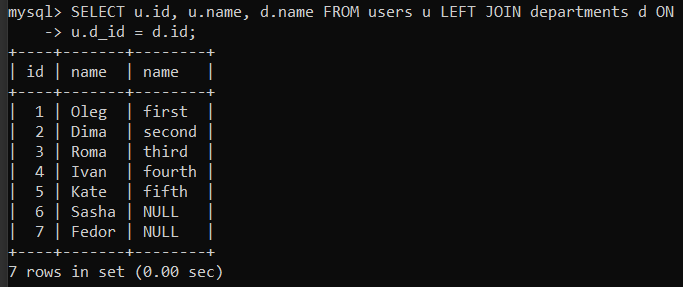 mysql> SELECT u.id, u.name, d.name FROM users u LEFT JOIN departments d ON
    -> u.d_id = d.id;
+----+-------+--------+
| id | name  | name   |
+----+-------+--------+
|  1 | Oleg  | first  |
|  2 | Dima  | second |
|  3 | Roma  | third  |
|  4 | Ivan  | fourth |
|  5 | Kate  | fifth  |
|  6 | Sasha | NULL   |
|  7 | Fedor | NULL   |
+----+-------+--------+
7 rows in set (0.00 sec)